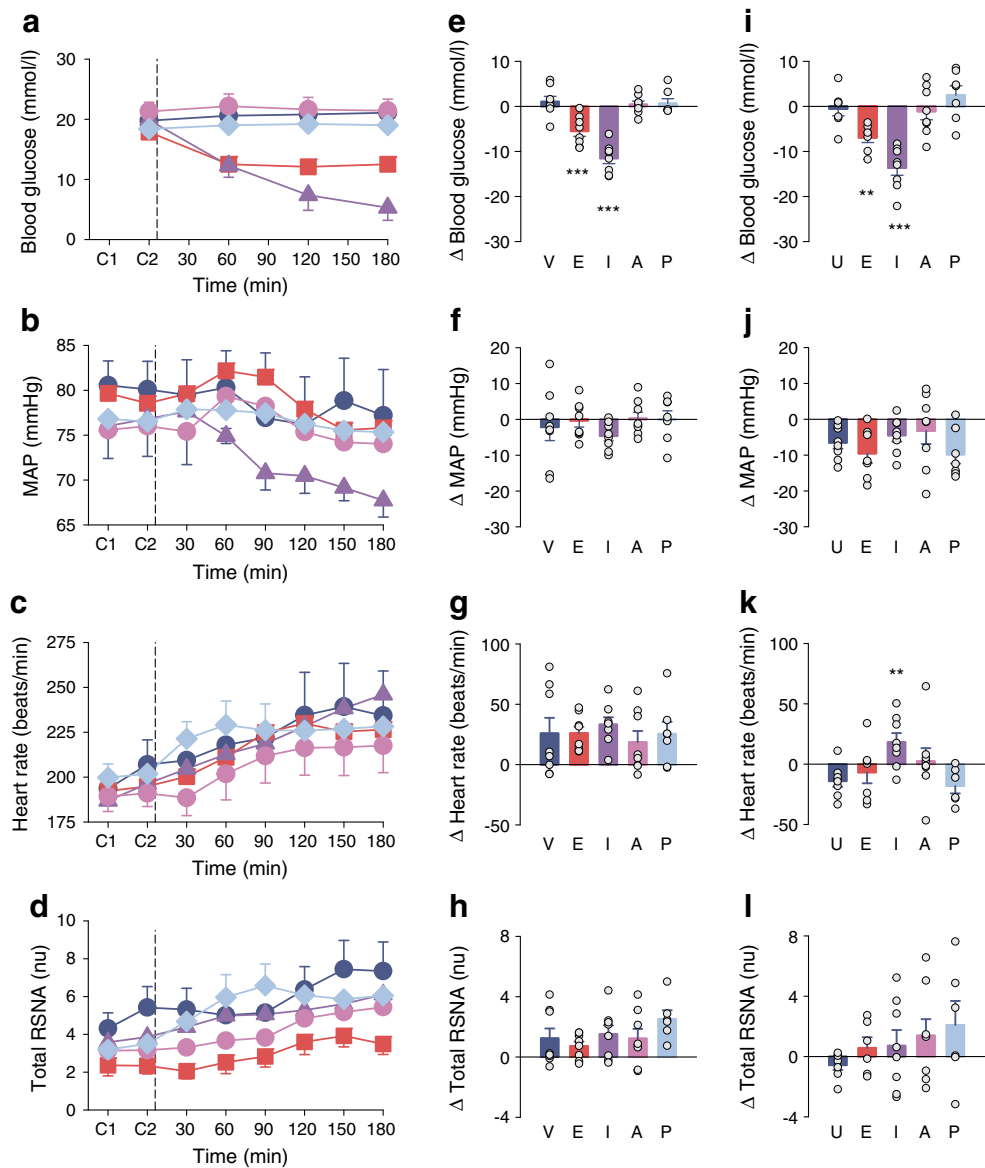 a
Blood glucose (mmol/l)
30
20
10
0
C1 C2 30 60 90 120 150 180
Time (min)
e
Δ Blood glucose (mmol/l)
20
10
0
-10
-20
-30
***
***
V E I A P
i
Δ Blood glucose (mmol/l)
20
10
0
-10
-20
-30
**
***
U E I A P
b
MAP (mmHg)
85
80
75
70
65
C1 C2 30 60 90 120 150 180
Time (min)
f
Δ MAP (mmHg)
20
10
0
-10
-20
-30
V E I A P
j
Δ MAP (mmHg)
20
10
0
-10
-20
-30
U E I A P
c
Heart rate (beats/min)
275
250
225
200
175
C1 C2 30 60 90 120 150 180
Time (min)
g
Δ Heart rate (beats/min)
100
50
0
-50
V E I A P
k
Δ Heart rate (beats/min)
100
50
0
-50
**
U E I A P
d
Total RSNA (nu)
10
8
6
4
2
0
C1 C2 30 60 90 120 150 180
Time (min)
h
Δ Total RSNA (nu)
8
4
0
-4
V E I A P
l
Δ Total RSNA (nu)
8
4
0
-4
U E I A P